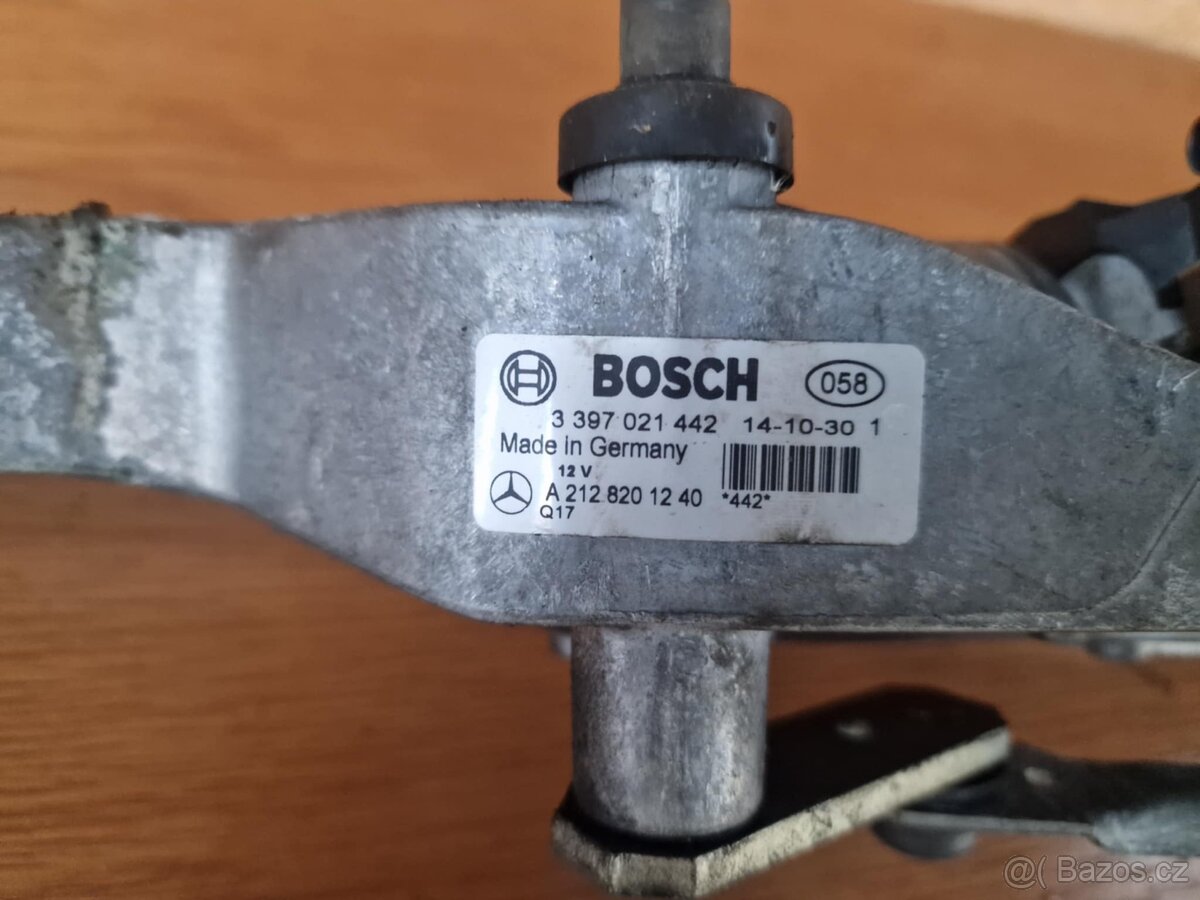 BOSCH 058
3 397 021 442 14-10-30 1
Made in Germany
12 V
A 212 820 12 40 *442*
Q17
@( Bazos.cz